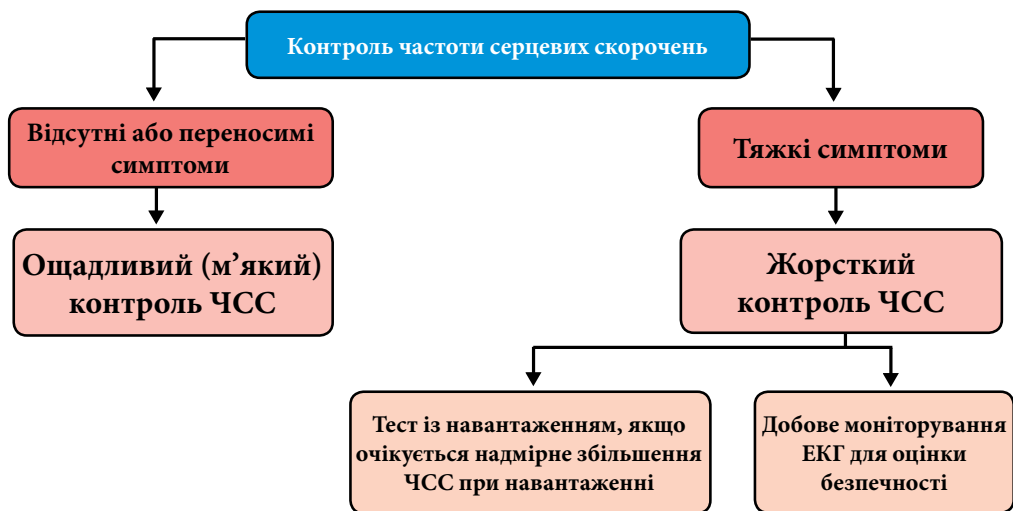 Контроль частоти серцевих скорочень
Відсутні або переносимі
симптоми
Тяжкі симптоми
Ощадливий (м’який)
контроль ЧСС
Жорсткий
контроль ЧСС
Тест із навантаженням, якщо
очікується надмірне збільшення
ЧСС при навантаженні
Добове моніторування
ЕКГ для оцінки
безпечності